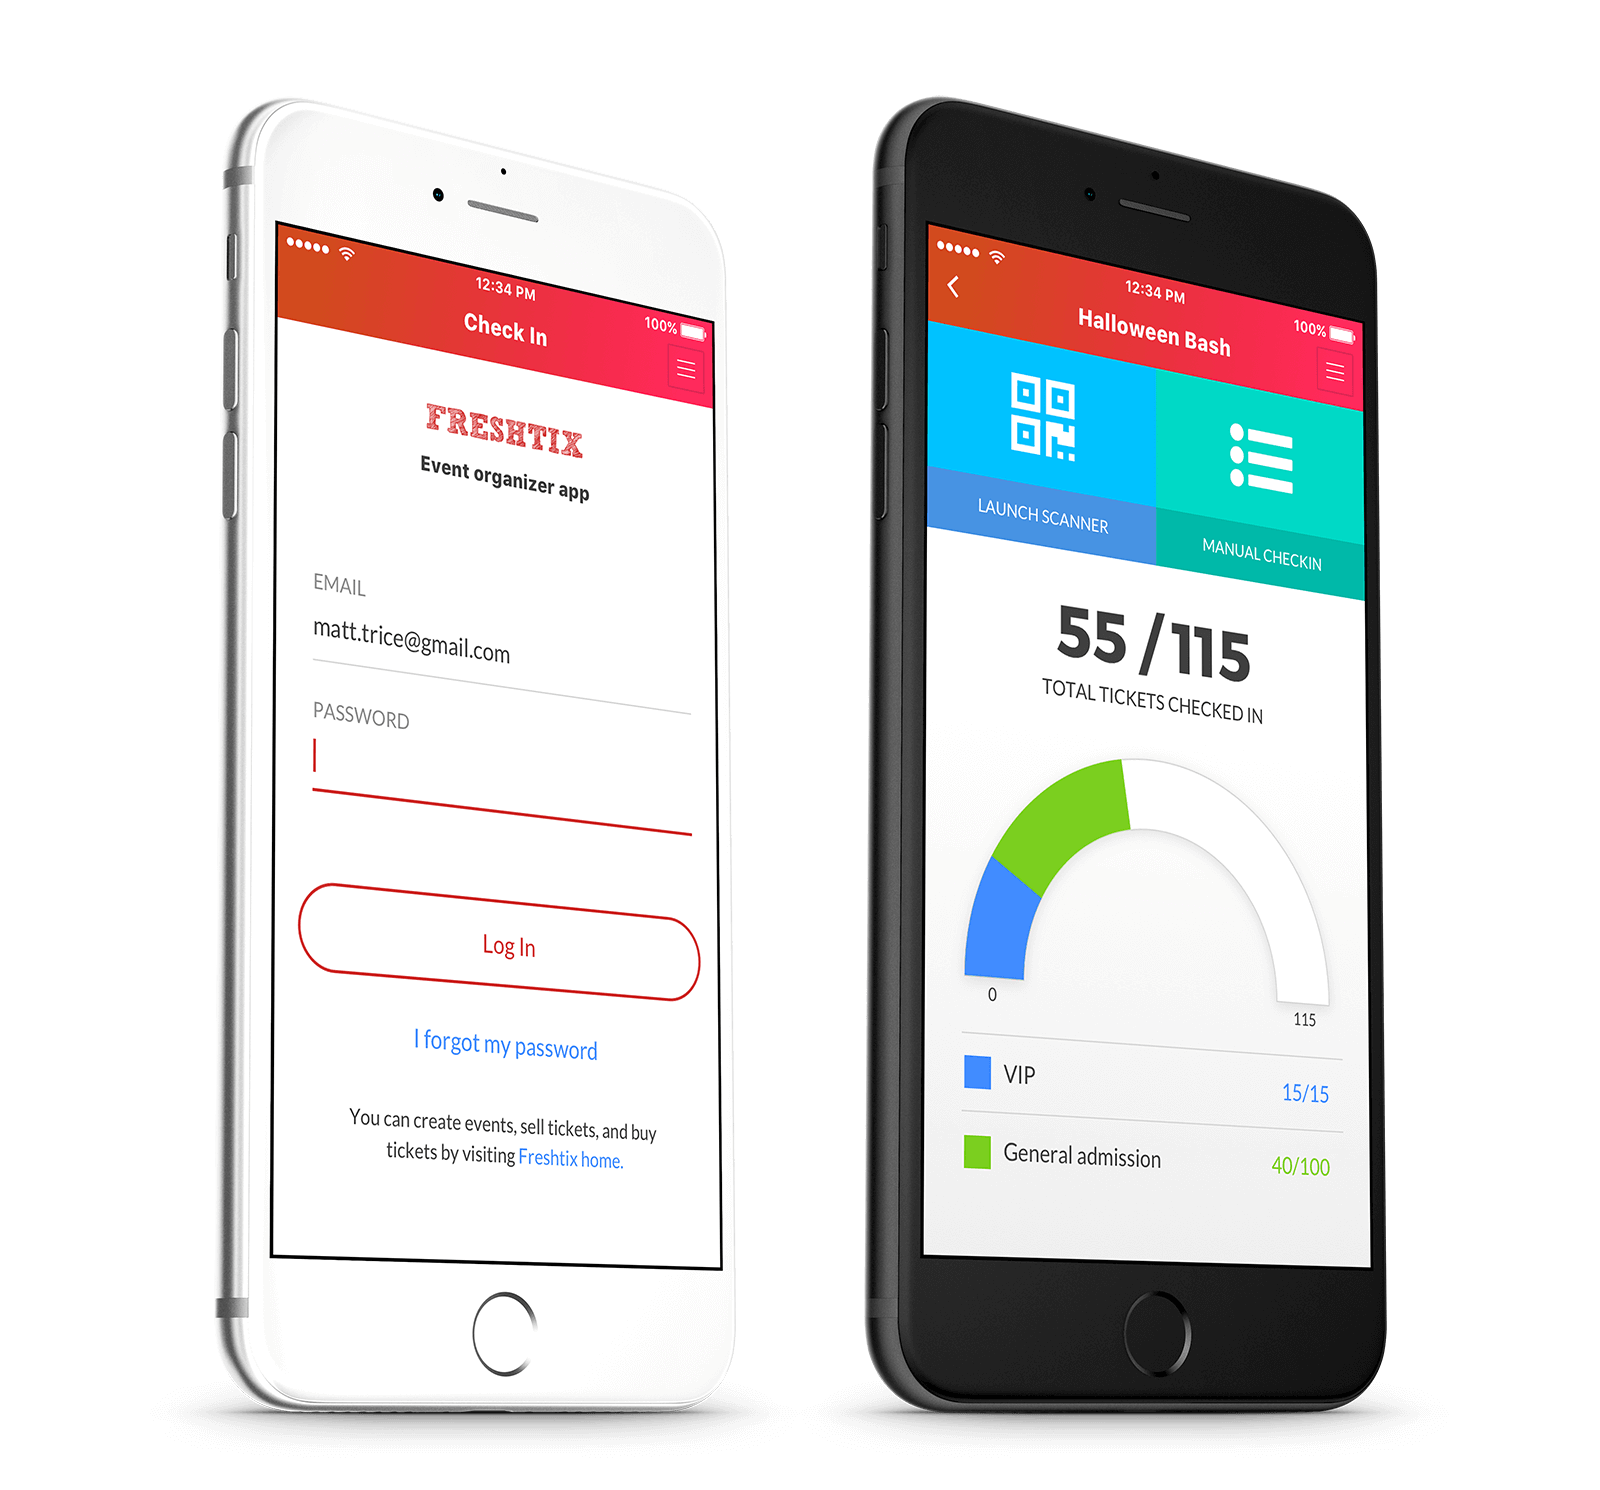 12:34 PM
100%
Check In
FRESHTIX
Event organizer app
EMAIL
matt.trice@gmail.com
PASSWORD
Log In
I forgot my password
You can create events, sell tickets, and buy
tickets by visiting Freshtix home.
12:34 PM
100%
Halloween Bash
LAUNCH SCANNER
MANUAL CHECKIN
55 / 115
TOTAL TICKETS CHECKED IN
0
115
VIP
15/15
General admission
40/100